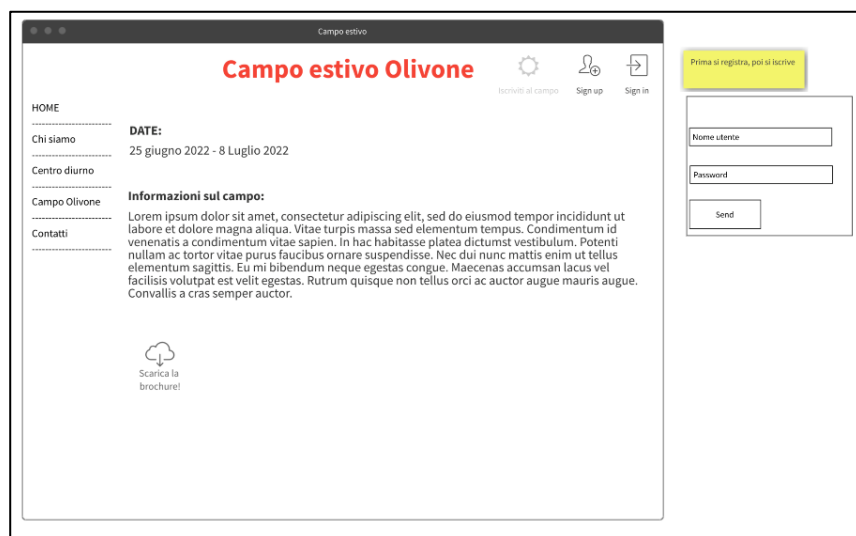 Campo estivo
Campo estivo Olivone
Iscriviti al campo
Sign up
Sign in
HOME
Chi siamo
Centro diurno
Campo Olivone
Contatti
DATE:
25 giugno 2022 - 8 Luglio 2022
Informazioni sul campo:
Lorem ipsum dolor sit amet, consectetur adipiscing elit, sed do eiusmod tempor incididunt ut
labore et dolore magna aliqua. Vitae turpis massa sed elementum tempus. Condimentum id
venenatis a condimentum vitae sapien. In hac habitasse platea dictumst vestibulum. Potenti
nullam ac tortor vitae purus faucibus ornare suspendisse. Nec dui nunc mattis enim ut tellus
elementum sagittis. Eu mi bibendum neque egestas congue. Maecenas accumsan lacus vel
facilisis volutpat est velit egestas. Rutrum quisque non tellus orci ac auctor augue mauris augue.
Convallis a cras semper auctor.
Scarica la
brochure!
Prima si registra, poi si iscrive
Nome utente
Password
Send